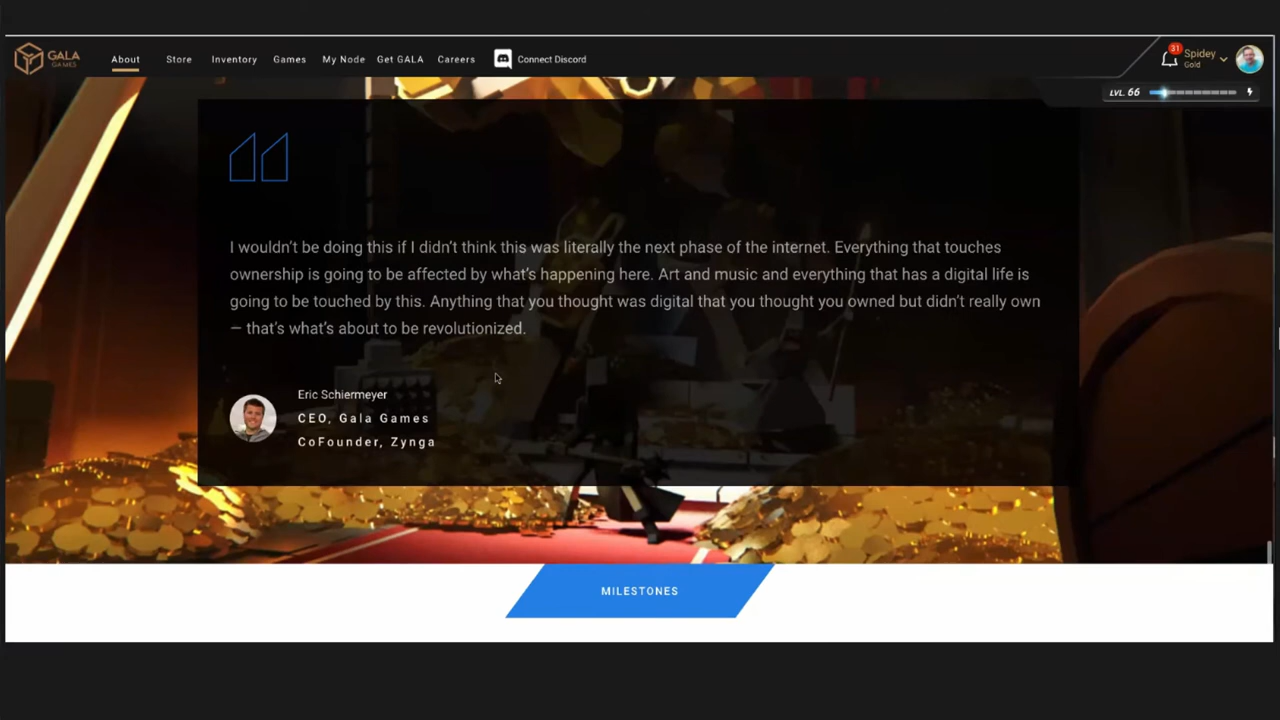 GALA
GAMES
About Store Inventory Games My Node Get GALA Careers Connect Discord
31
Spidey
Gold
LVL. 66
I wouldn't be doing this if I didn't think this was literally the next phase of the internet. Everything that touches
ownership is going to be affected by what's happening here. Art and music and everything that has a digital life is
going to be touched by this. Anything that you thought was digital that you thought you owned but didn't really own
— that's what's about to be revolutionized.
Eric Schiermeyer
CEO, Gala Games
CoFounder, Zynga
MILESTONES